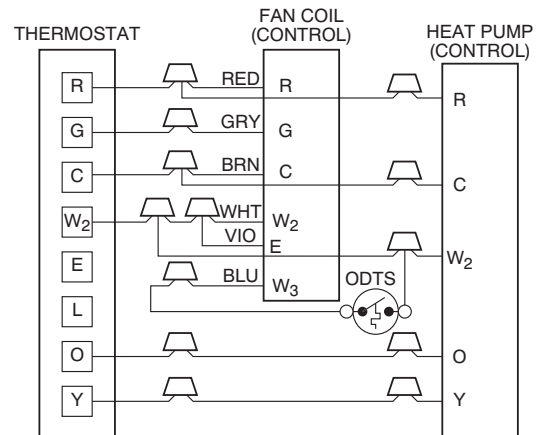 FAN COIL
(CONTROL)
THERMOSTAT
HEAT PUMP
(CONTROL)
R
RED
R
R
G
GRY
G
C
BRN
C
C
W2
WHT
W2
VIO
E
W2
E
BLU
W3
ODTS
L
O
O
Y
Y